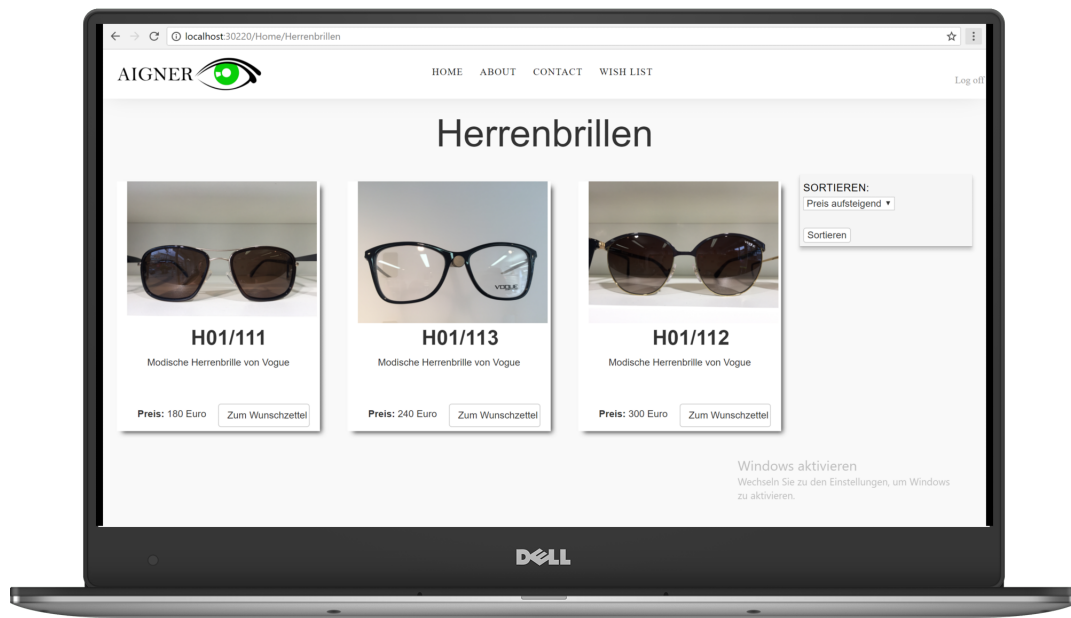 localhost:30220/Home/Herrenbrillen
AIGNER
HOME ABOUT CONTACT WISH LIST
Log off
Herrenbrillen
SORTIEREN:
Preis aufsteigend
Sortieren
VOGUE
H01/111
Modische Herrenbrille von Vogue
Preis: 180 Euro
Zum Wunschzettel
H01/113
Modische Herrenbrille von Vogue
Preis: 240 Euro
Zum Wunschzettel
H01/112
Modische Herrenbrille von Vogue
Preis: 300 Euro
Zum Wunschzettel
Windows aktivieren
Wechseln Sie zu den Einstellungen, um Windows
zu aktivieren.
DELL